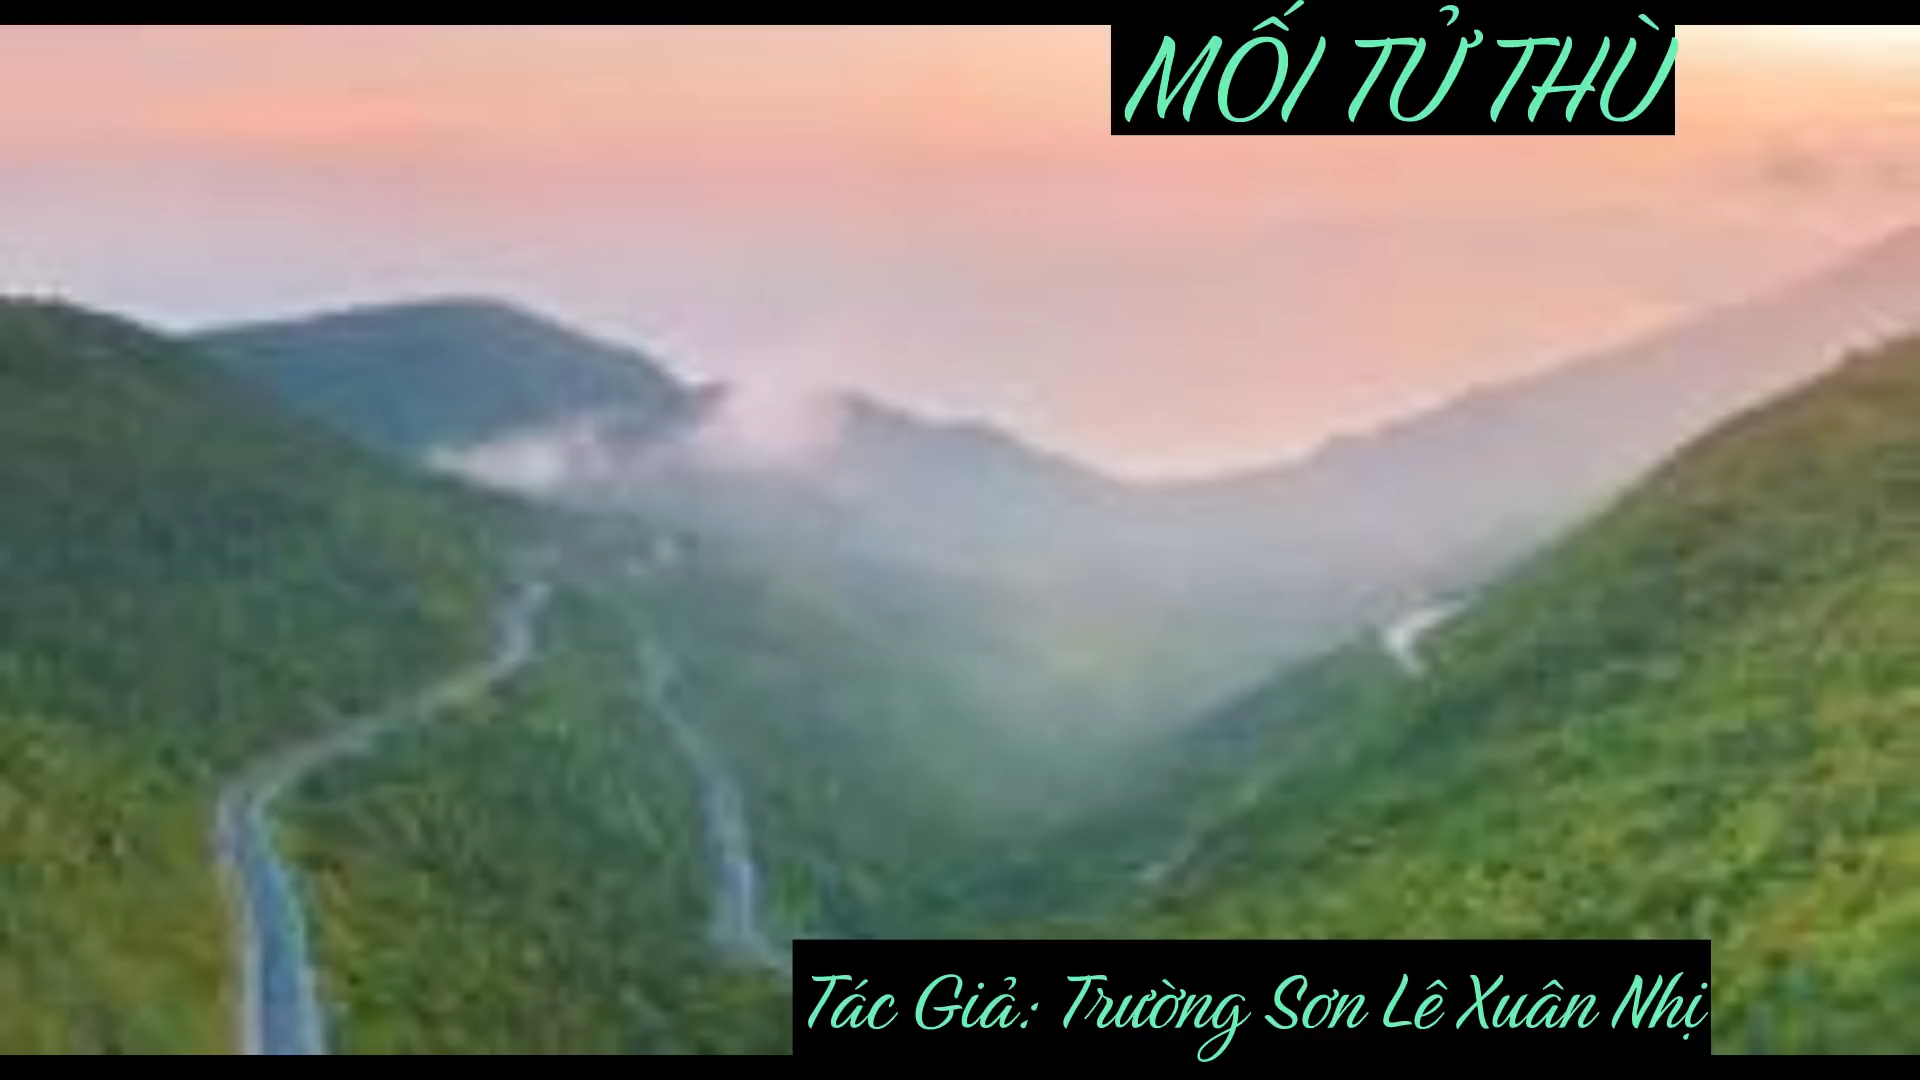 MỐI TỬ THÙ
Tác Giả: Trường Sơn Lê Xuân Nhị